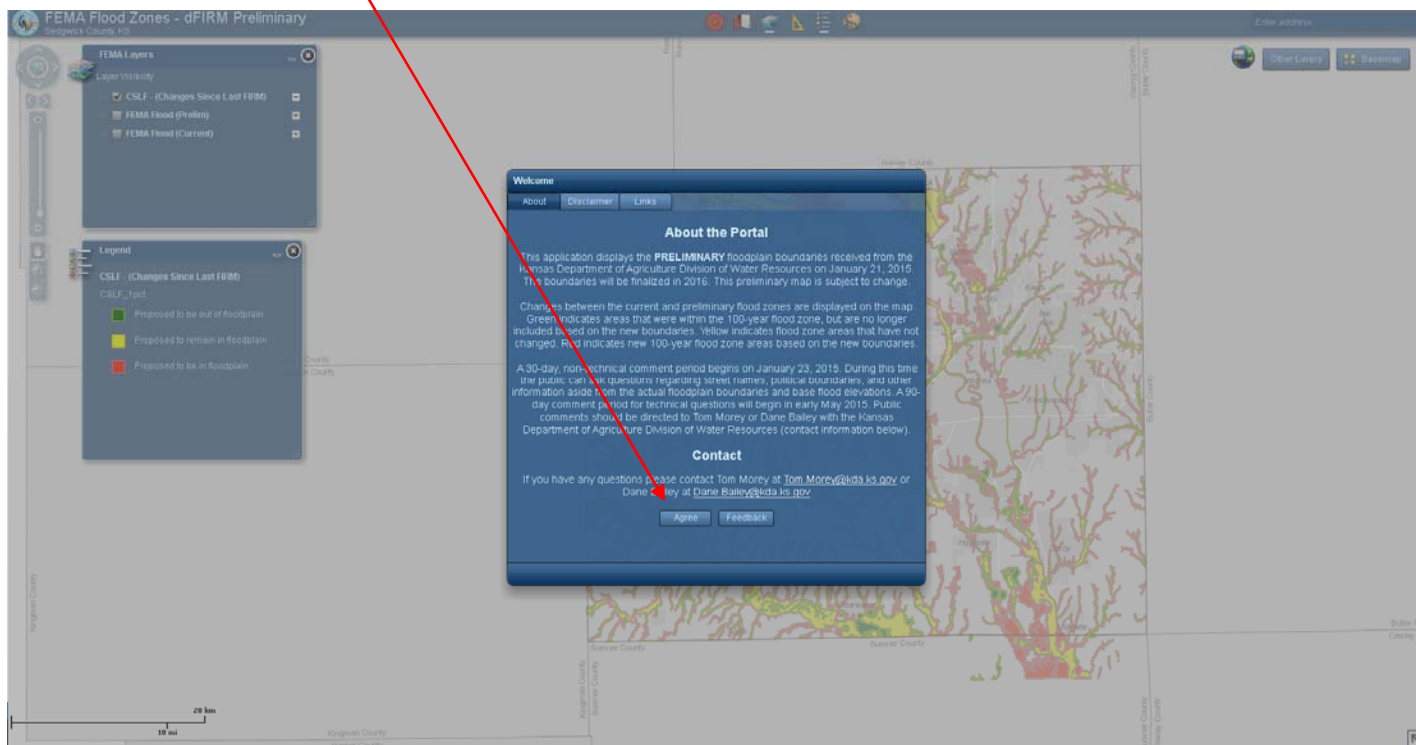 FEMA Flood Zones - dFIRM Preliminary
Sedgwick County, KS
Enter address
Other Layers
Basemap
FEMA Layers
Layer Visibility
CSLF - (Changes Since Last FIRM)
FEMA Flood (Prelim)
FEMA Flood (Current)
Legend
CSLF - (Changes Since Last FIRM)
CSLF_1pct
Proposed to be out of floodplain
Proposed to remain in floodplain
Proposed to be in floodplain
Welcome
About
Disclaimer
Links
About the Portal
This application displays the PRELIMINARY floodplain boundaries received from the
Kansas Department of Agriculture Division of Water Resources on January 21, 2015.
The boundaries will be finalized in 2016. This preliminary map is subject to change.
Changes between the current and preliminary flood zones are displayed on the map.
Green indicates areas that were within the 100-year flood zone, but are no longer
included based on the new boundaries. Yellow indicates flood zone areas that have not
changed. Red indicates new 100-year flood zone areas based on the new boundaries.
A 30-day, non-technical comment period begins on January 23, 2015. During this time
the public can ask questions regarding street names, political boundaries, and other
information aside from the actual floodplain boundaries and base flood elevations. A 90-
day comment period for technical questions will begin in early May 2015. Public
comments should be directed to Tom Morey or Dane Bailey with the Kansas
Department of Agriculture Division of Water Resources (contact information below).
Contact
If you have any questions please contact Tom Morey at Tom.Morey@kda.ks.gov or
Dane Bailey at Dane.Bailey@kda.ks.gov
Agree
Feedback
Harvey County
Butler County
Kingman County
Sumner County
Sumner County
Kingman County
Sumner County
Butler
Cowley
20 km
10 mi
Kingman County